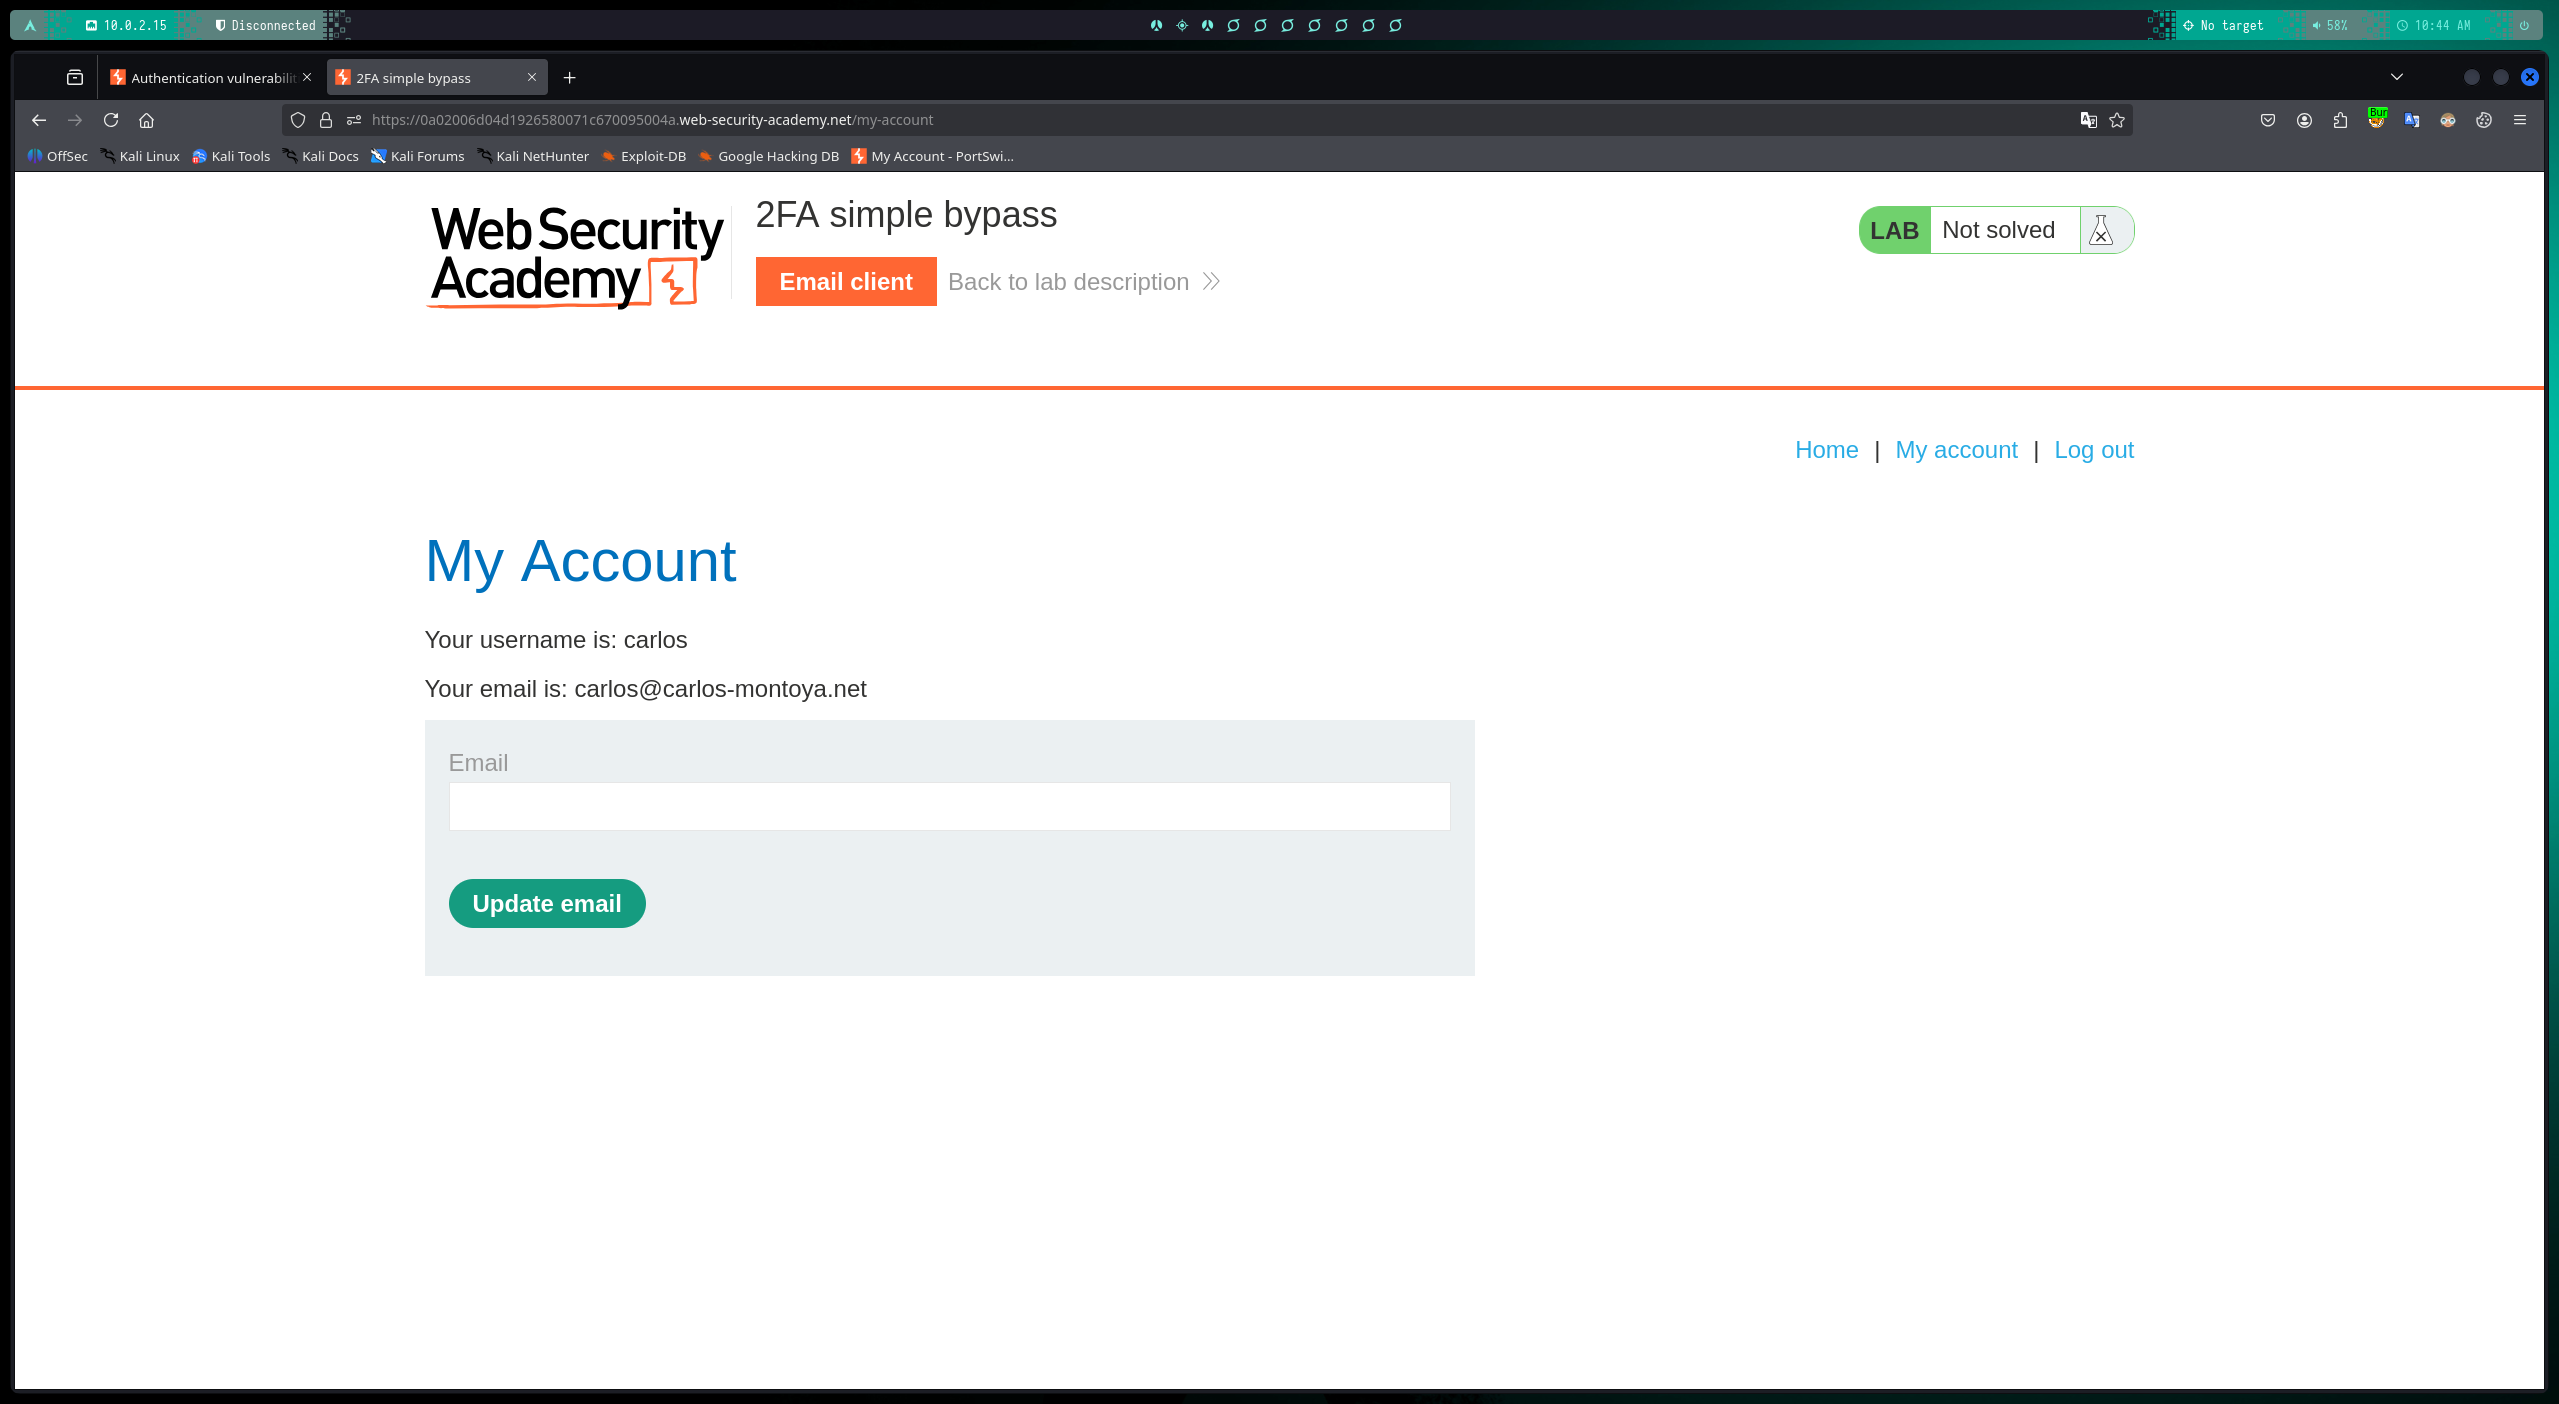 10.0.2.15 Disconnected No target 58% 10:44 AM
Authentication vulnerabilit 2FA simple bypass
https://0a02006d04d1926580071c670095004a.web-security-academy.net/my-account
Bur
OffSec Kali Linux Kali Tools Kali Docs Kali Forums Kali NetHunter Exploit-DB Google Hacking DB My Account - PortSwi...
WebSecurity
Academy
2FA simple bypass
LAB Not solved
Email client Back to lab description
Home | My account | Log out
My Account
Your username is: carlos
Your email is: carlos@carlos-montoya.net
Email
Update email